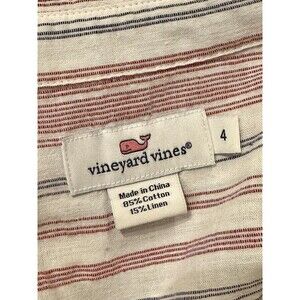 vineyard vines®
4
Made in China
85% Cotton
15% Linen